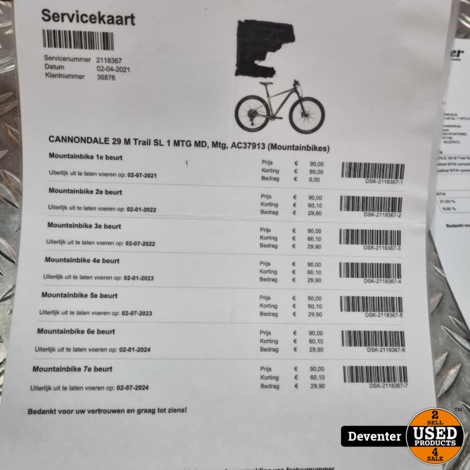 Servicekaart
Servicenummer 2118367
Datum 02-04-2021
Klantnummer 36876
CANNONDALE 29 M Trail SL 1 MTG MD, Mtg, AC37913 (Mountainbikes)
Mountainbike 1e beurt Prijs € 90,00
Korting € 90,00
Uiterlijk uit te laten voeren op: 02-07-2021 Bedrag € 0,00
DSK-2118367-1
Mountainbike 2e beurt Prijs € 90,00
Korting € 60,10
Uiterlijk uit te laten voeren op: 02-01-2022 Bedrag € 29,90
DSK-2118367-2
Mountainbike 3e beurt Prijs € 90,00
Korting € 60,10
Uiterlijk uit te laten voeren op: 02-07-2022 Bedrag € 29,90
DSK-2118367-3
Mountainbike 4e beurt Prijs € 90,00
Korting € 60,10
Uiterlijk uit te laten voeren op: 02-01-2023 Bedrag € 29,90
DSK-2118367-4
Mountainbike 5e beurt Prijs € 90,00
Korting € 60,10
Uiterlijk uit te laten voeren op: 02-07-2023 Bedrag € 29,90
DSK-2118367-5
Mountainbike 6e beurt Prijs € 90,00
Korting € 60,10
Uiterlijk uit te laten voeren op: 02-01-2024 Bedrag € 29,90
DSK-2118367-6
Mountainbike 7e beurt Prijs € 90,00
Korting € 60,10
Uiterlijk uit te laten voeren op: 02-07-2024 Bedrag € 29,90
DSK-2118367-7
Bedankt voor uw vertrouwen en graag tot ziens!
Deventer
2
SELL
USED
PRODUCTS
4
SALE
TM